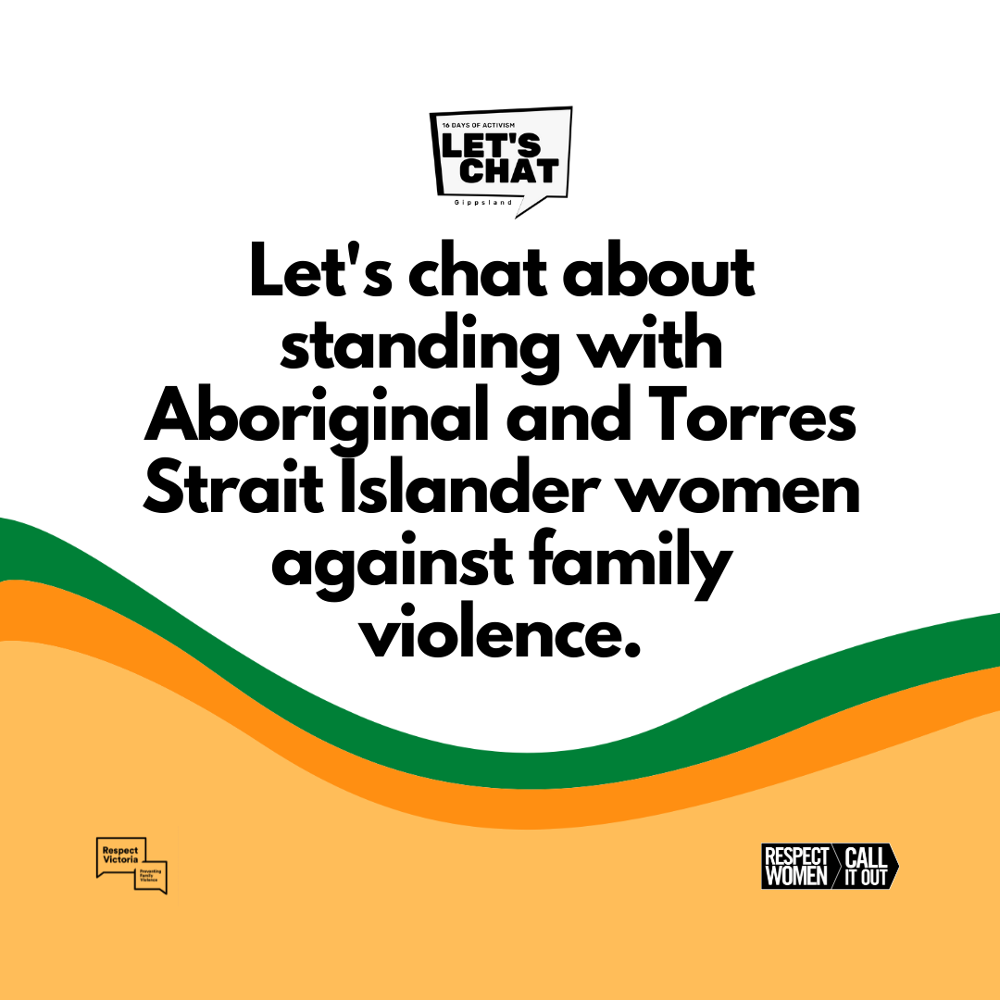 16 DAYS OF ACTIVISM
LET'S
CHAT
Gippsland
Let's chat about
standing with
Aboriginal and Torres
Strait Islander women
against family
violence.
Respect
Victoria
Preventing
Family
Violence
RESPECT
WOMEN
CALL
IT OUT